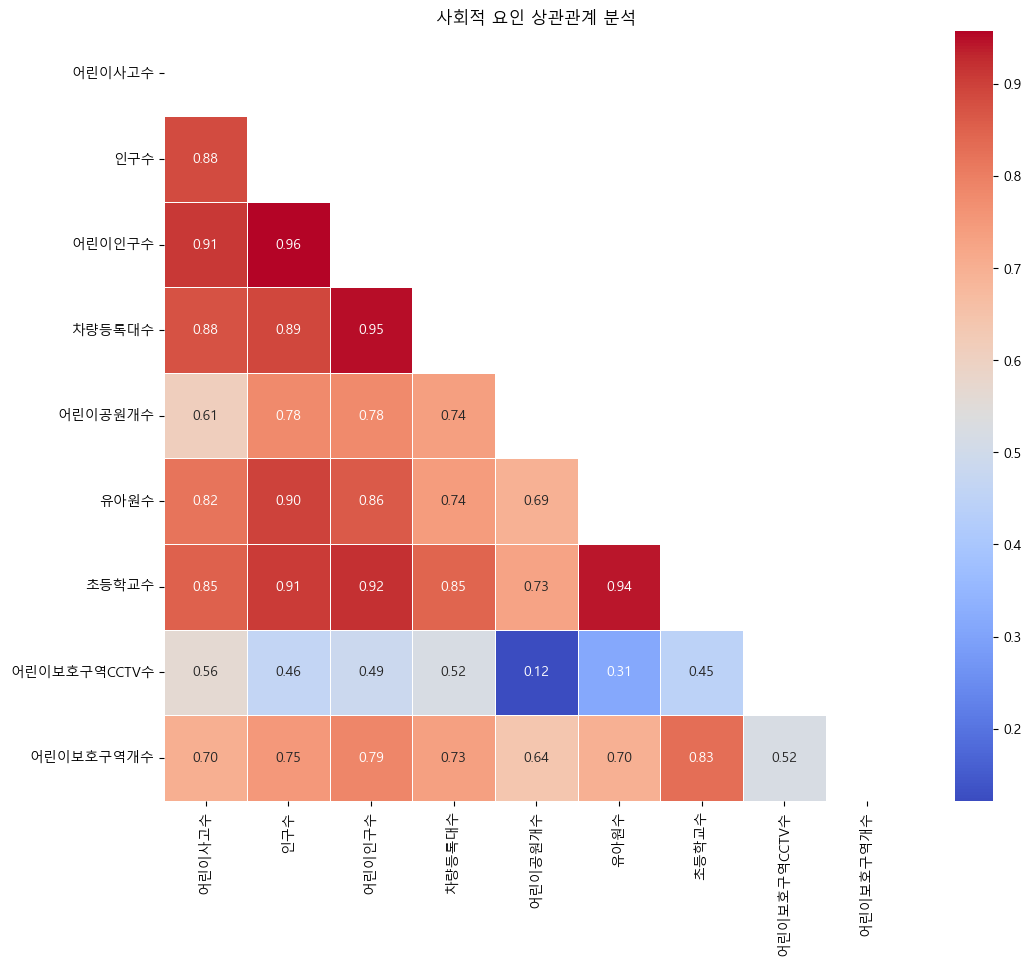 사회적 요인 상관관계 분석
어린이사고수
인구수
0.88
어린이인구수
0.91 0.96
차량등록대수
0.88 0.89 0.95
어린이공원개수
0.61 0.78 0.78 0.74
유아원수
0.82 0.90 0.86 0.74 0.69
초등학교수
0.85 0.91 0.92 0.85 0.73 0.94
어린이보호구역CCTV수
0.56 0.46 0.49 0.52 0.12 0.31 0.45
어린이보호구역개수
0.70 0.75 0.79 0.73 0.64 0.70 0.83 0.52
어린이사고수
인구수
어린이인구수
차량등록대수
어린이공원개수
유아원수
초등학교수
어린이보호구역CCTV수
어린이보호구역개수
0.9
0.8
0.7
0.6
0.5
0.4
0.3
0.2